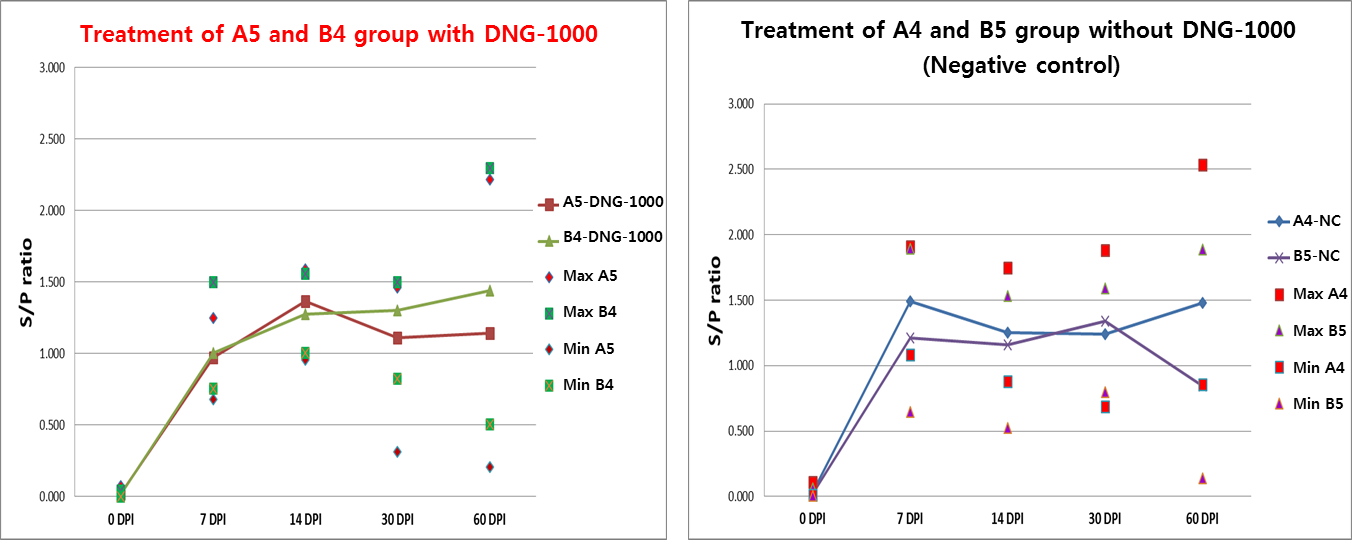 Treatment of A5 and B4 group with DNG-1000
3.000
2.500
2.000
1.500
1.000
0.500
0.000
S/P ratio
0 DPI
7 DPI
14 DPI
30 DPI
60 DPI
A5-DNG-1000
B4-DNG-1000
Max A5
Max B4
Min A5
Min B4
Treatment of A4 and B5 group without DNG-1000
(Negative control)
3.000
2.500
2.000
1.500
1.000
0.500
0.000
S/P ratio
0 DPI
7 DPI
14 DPI
30 DPI
60 DPI
A4-NC
B5-NC
Max A4
Max B5
Min A4
Min B5